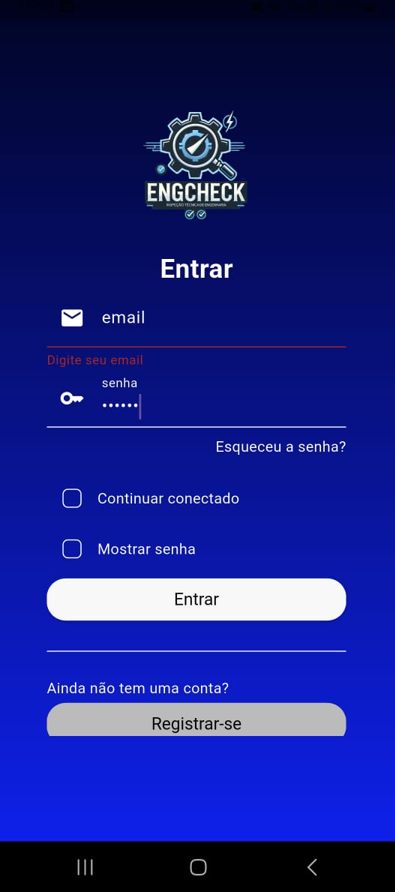 ENGCHECK
Entrar
email
Digite seu email
senha
••••••
Esqueceu a senha?
Continuar conectado
Mostrar senha
Entrar
Ainda não tem uma conta?
Registrar-se